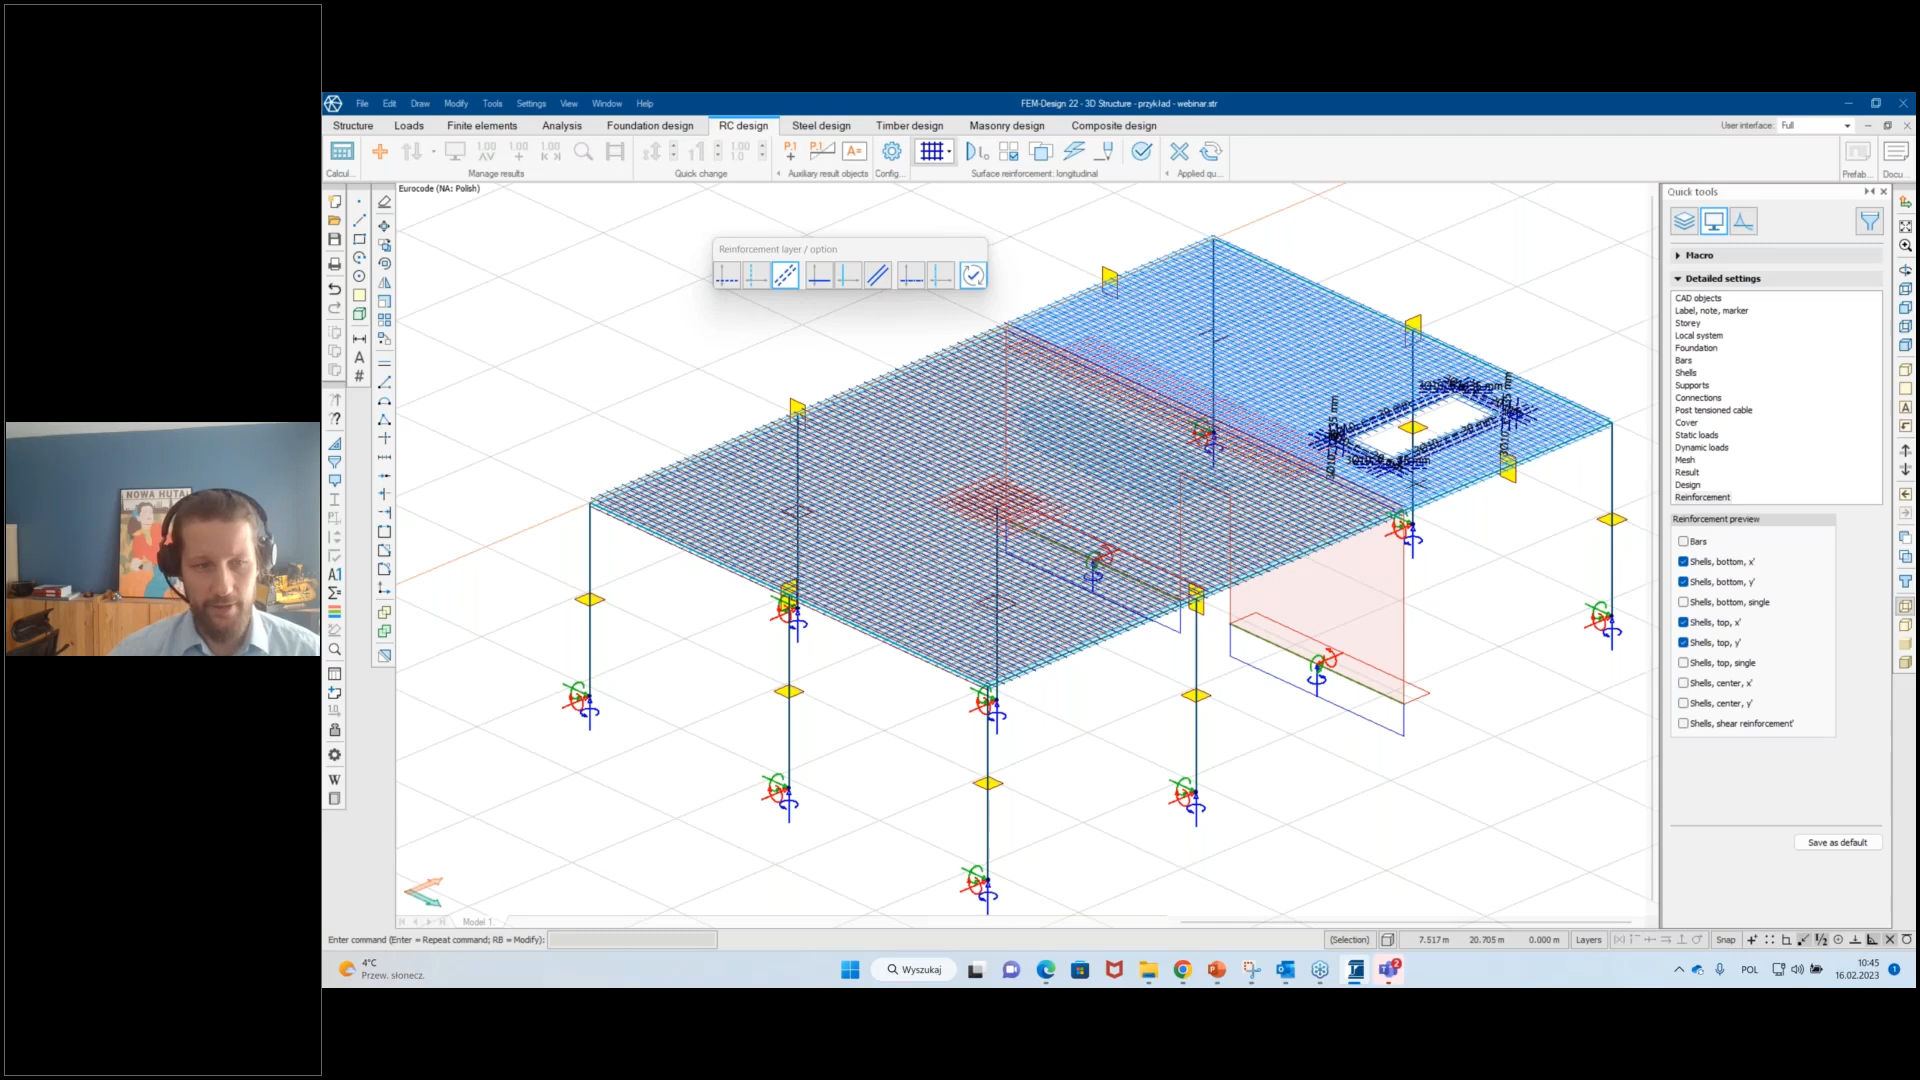 NOWA HUTA
FEM-Design 22 - 3D Structure - przykład - webinar.str
File Edit Draw Modify Tools Settings View Window Help
Structure Loads Finite elements Analysis Foundation design RC design Steel design Timber design Masonry design Composite design
User interface: Full
Calcul... Manage results Quick change Auxiliary result objects Config... Surface reinforcement: longitudinal Applied qu... Prefab... Docu...
Eurocode (NA: Polish)
Reinforcement layer / option
Quick tools
Macro
Detailed settings
CAD objects
Label, note, marker
Storey
Local system
Foundation
Bars
Shells
Supports
Connections
Post tensioned cable
Cover
Static loads
Dynamic loads
Mesh
Result
Design
Reinforcement
Reinforcement preview
Bars
Shells, bottom, x'
Shells, bottom, y'
Shells, bottom, single
Shells, top, x'
Shells, top, y'
Shells, top, single
Shells, center, x'
Shells, center, y'
Shells, shear reinforcement'
Save as default
Model 1
Enter command (Enter = Repeat command; RB = Modify):
(Selection) 7.517 m 20.705 m 0.000 m Layers Snap
4°C
Przew. słonecz.
Wyszukaj
POL
10:45
16.02.2023